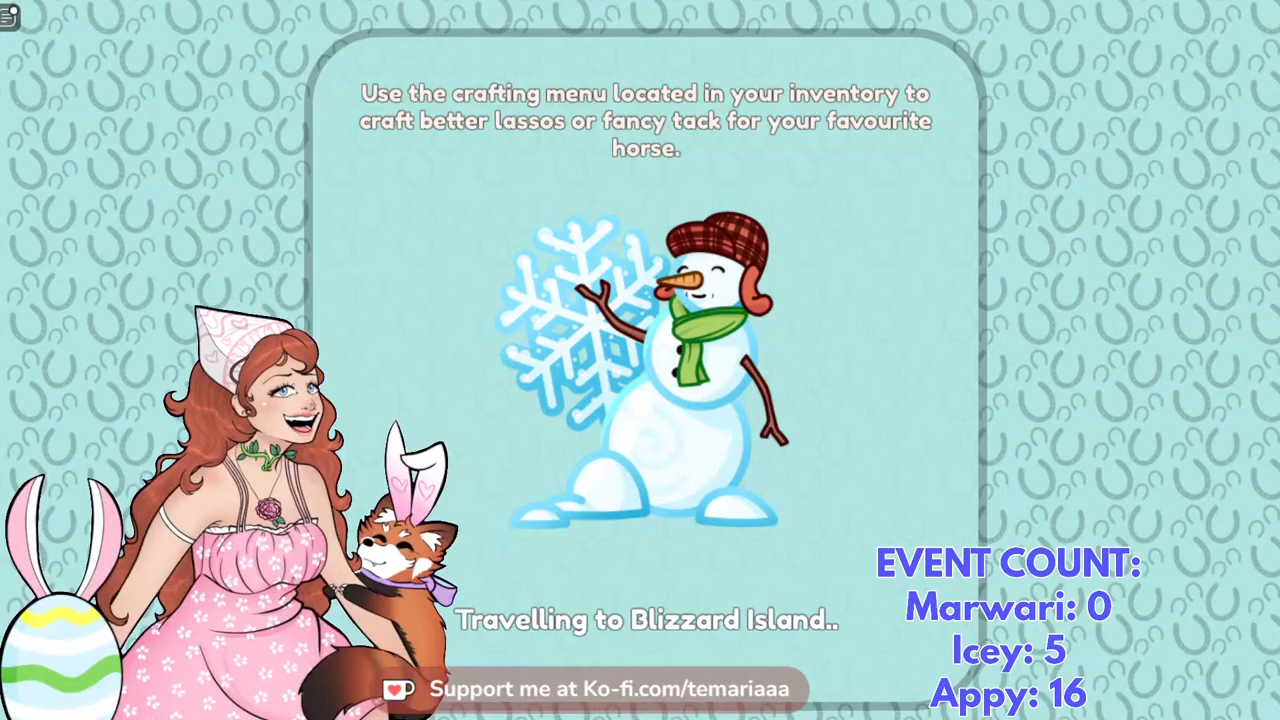 Use the crafting menu located in your inventory to
craft better lassos or fancy tack for your favourite
horse.
Travelling to Blizzard Island..
EVENT COUNT:
Marwari: 0
Icey: 5
Appy: 16
Support me at Ko-fi.com/temariaaa